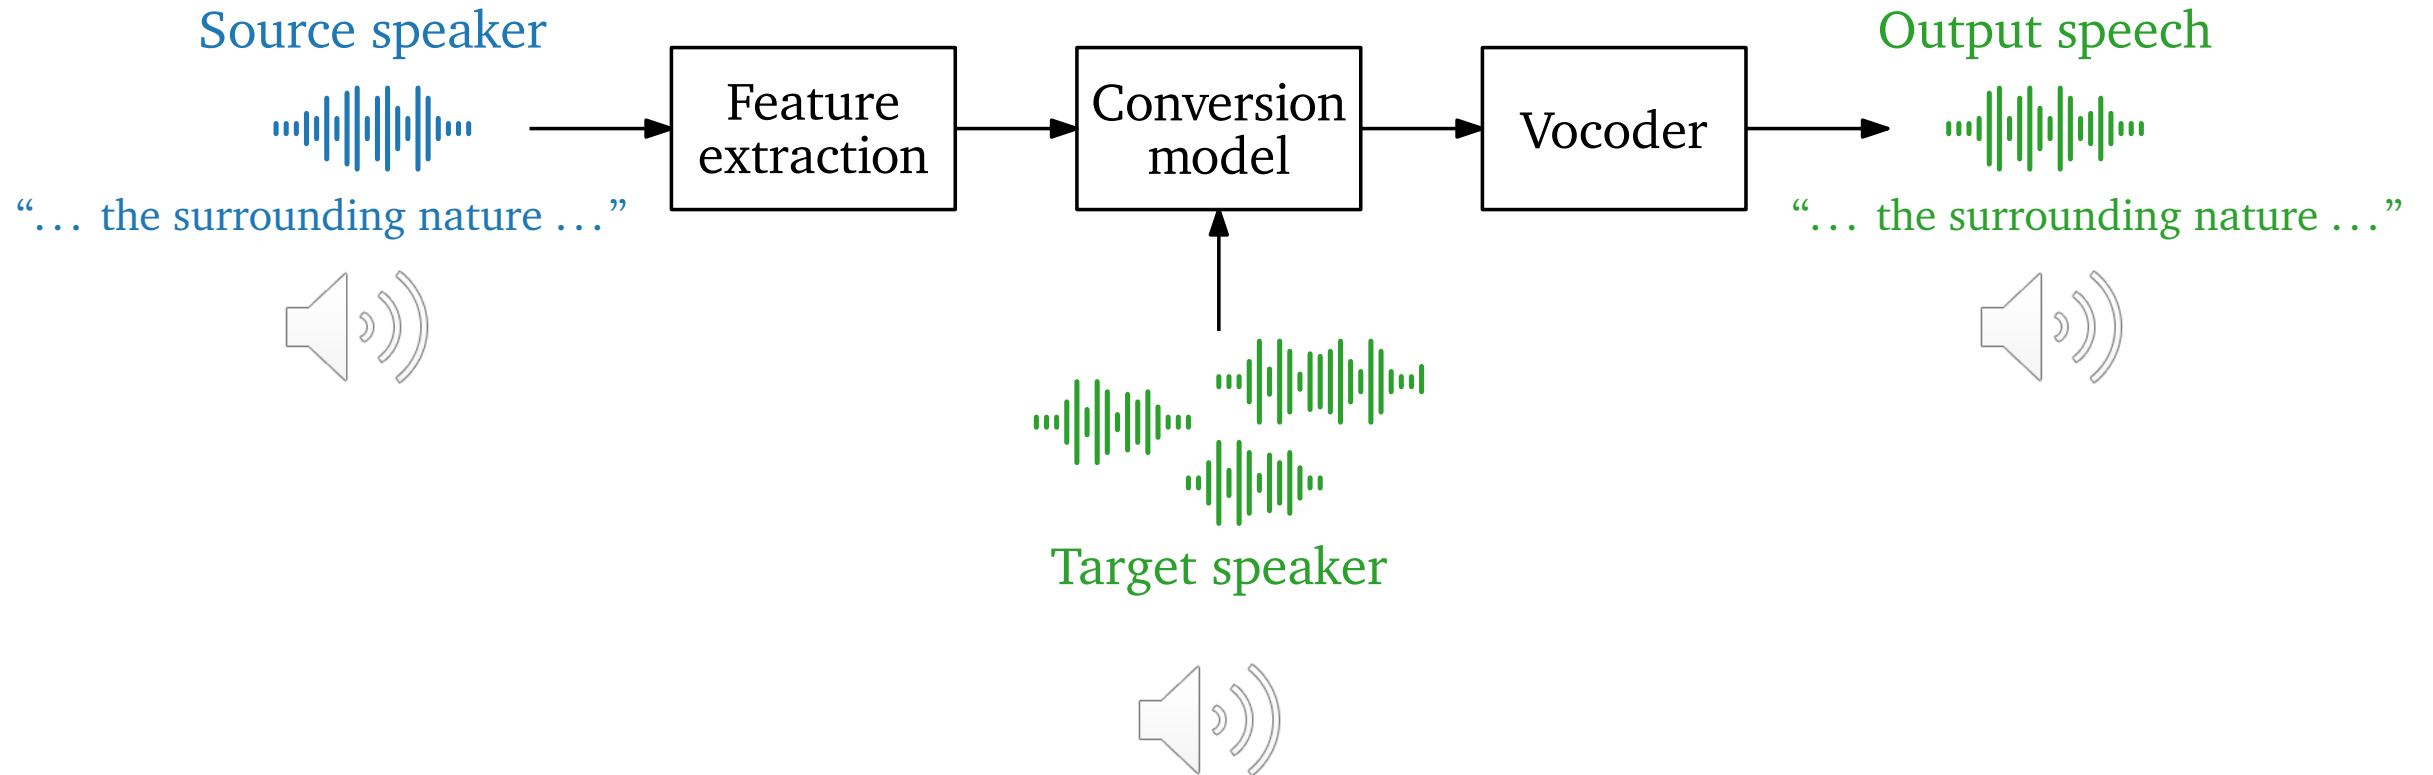 Source speaker
“… the surrounding nature …”
Feature
extraction
Conversion
model
Vocoder
Output speech
“… the surrounding nature …”
Target speaker